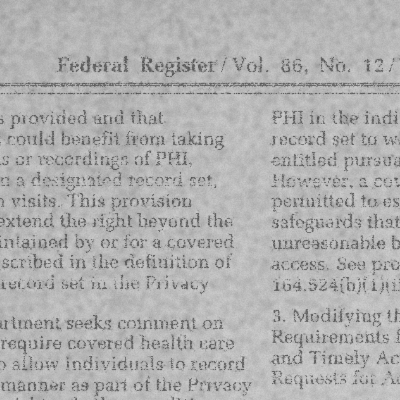 Federal Register / Vol. 86, No. 12 /
s provided and that
could benefit from taking
s or recordings of PHI,
n a designated record set,
n visits. This provision
extend the right beyond the
intained by or for a covered
scribed in the definition of
record set in the Privacy
artment seeks comment on
require covered health care
o allow individuals to record
manner as part of the Privacy
PHI in the indi
record set to w
entitled pursua
However, a cov
permitted to es
safeguards that
unreasonable b
access. See pro
164.524(b)(1)(ii
3. Modifying th
Requirements f
and Timely Ac
Requests for Ac